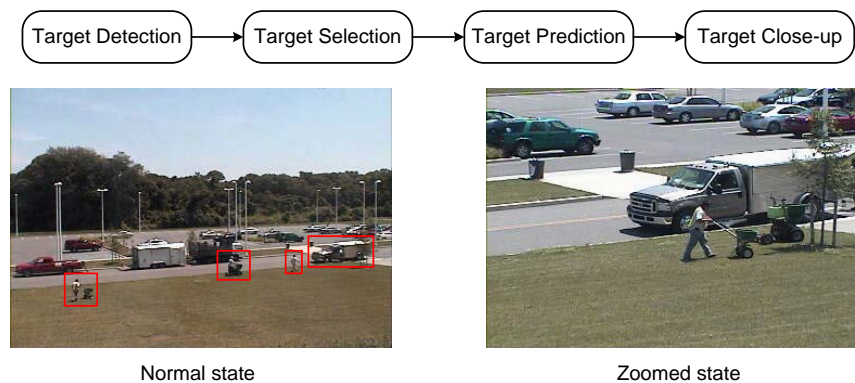 Target Detection
Target Selection
Target Prediction
Target Close-up
Normal state
Zoomed state